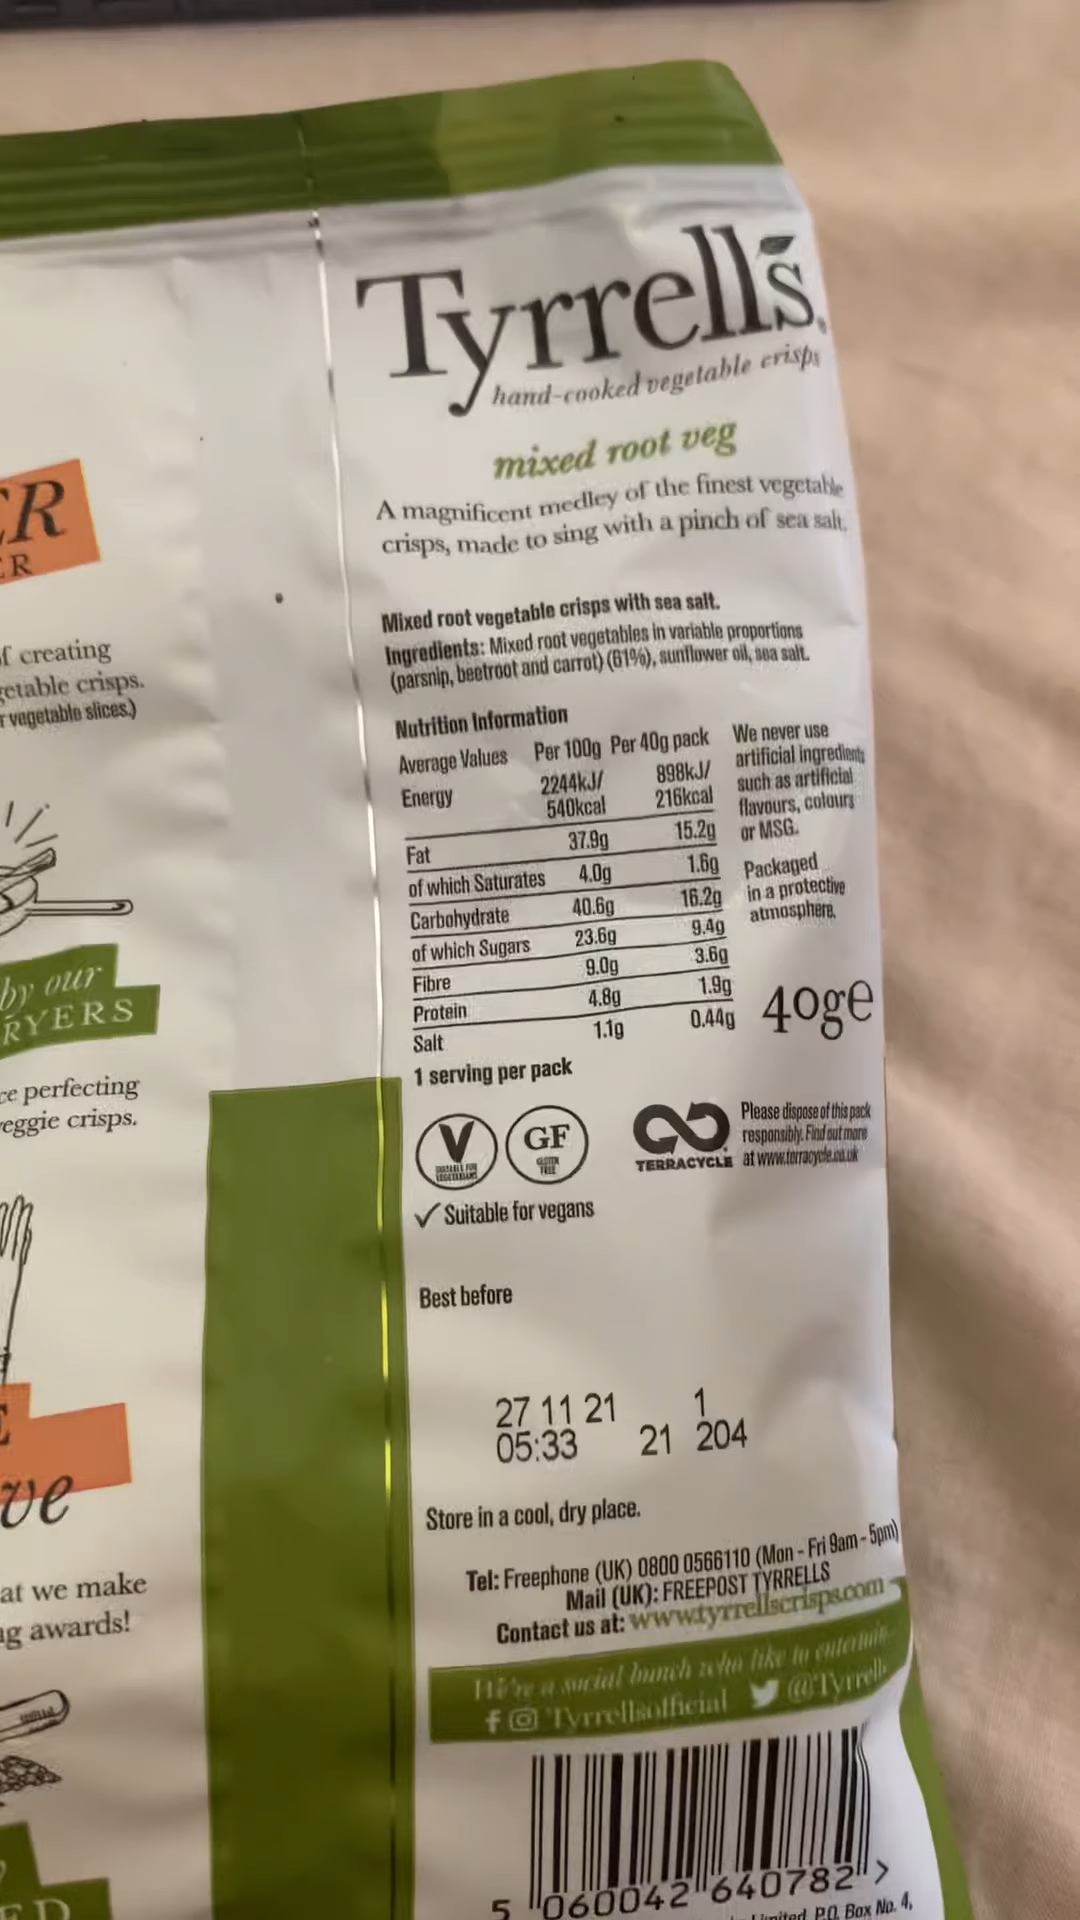 ER
ER
of creating
vegetable slices.)
getable crisps.
by our
FRYERS
perfecting
veggie crisps.
ve
at we make
awards!
ED
Tyrrell's
hand-cooked vegetable crisps
mixed root veg
A magnificent medley of the finest vegetable
crisps, made to sing with a pinch of sea salt.
Mixed root vegetable crisps with sea salt.
Ingredients: Mixed root vegetables in variable proportions
(parsnip, beetroot and carrot) (61%), sunflower oil, sea salt.
Nutrition Information
Average Values Per 100g Per 40g pack
Energy 2244kJ/ 898kJ/
540kcal 216kcal
Fat 37.9g 15.2g
of which Saturates 4.0g 1.6g
Carbohydrate 40.6g 16.2g
of which Sugars 23.6g 9.4g
Fibre 9.0g 3.6g
Protein 4.8g 1.9g
Salt 1.1g 0.44g
1 serving per pack
We never use
artificial ingredients
such as artificial
flavours, colours
or MSG.
Packaged
in a protective
atmosphere.
40ge
V
SUITABLE FOR
VEGETARIANS
GF
GLUTEN
FREE
TERRACYCLE
Please dispose of this pack
responsibly. Find out more
at www.terracycle.co.uk
✓ Suitable for vegans
Best before
27 11 21 1
05:33 21 204
Store in a cool, dry place.
Tel: Freephone (UK) 0800 0566110 (Mon - Fri 9am - 5pm)
Mail (UK): FREEPOST TYRRELLS
Contact us at: www.tyrrellscrisps.com
We're a social bunch who like to entertain
Tyrrellsofficial @Tyrrells
5 060042 640782 >
P.O. Box No. 4,